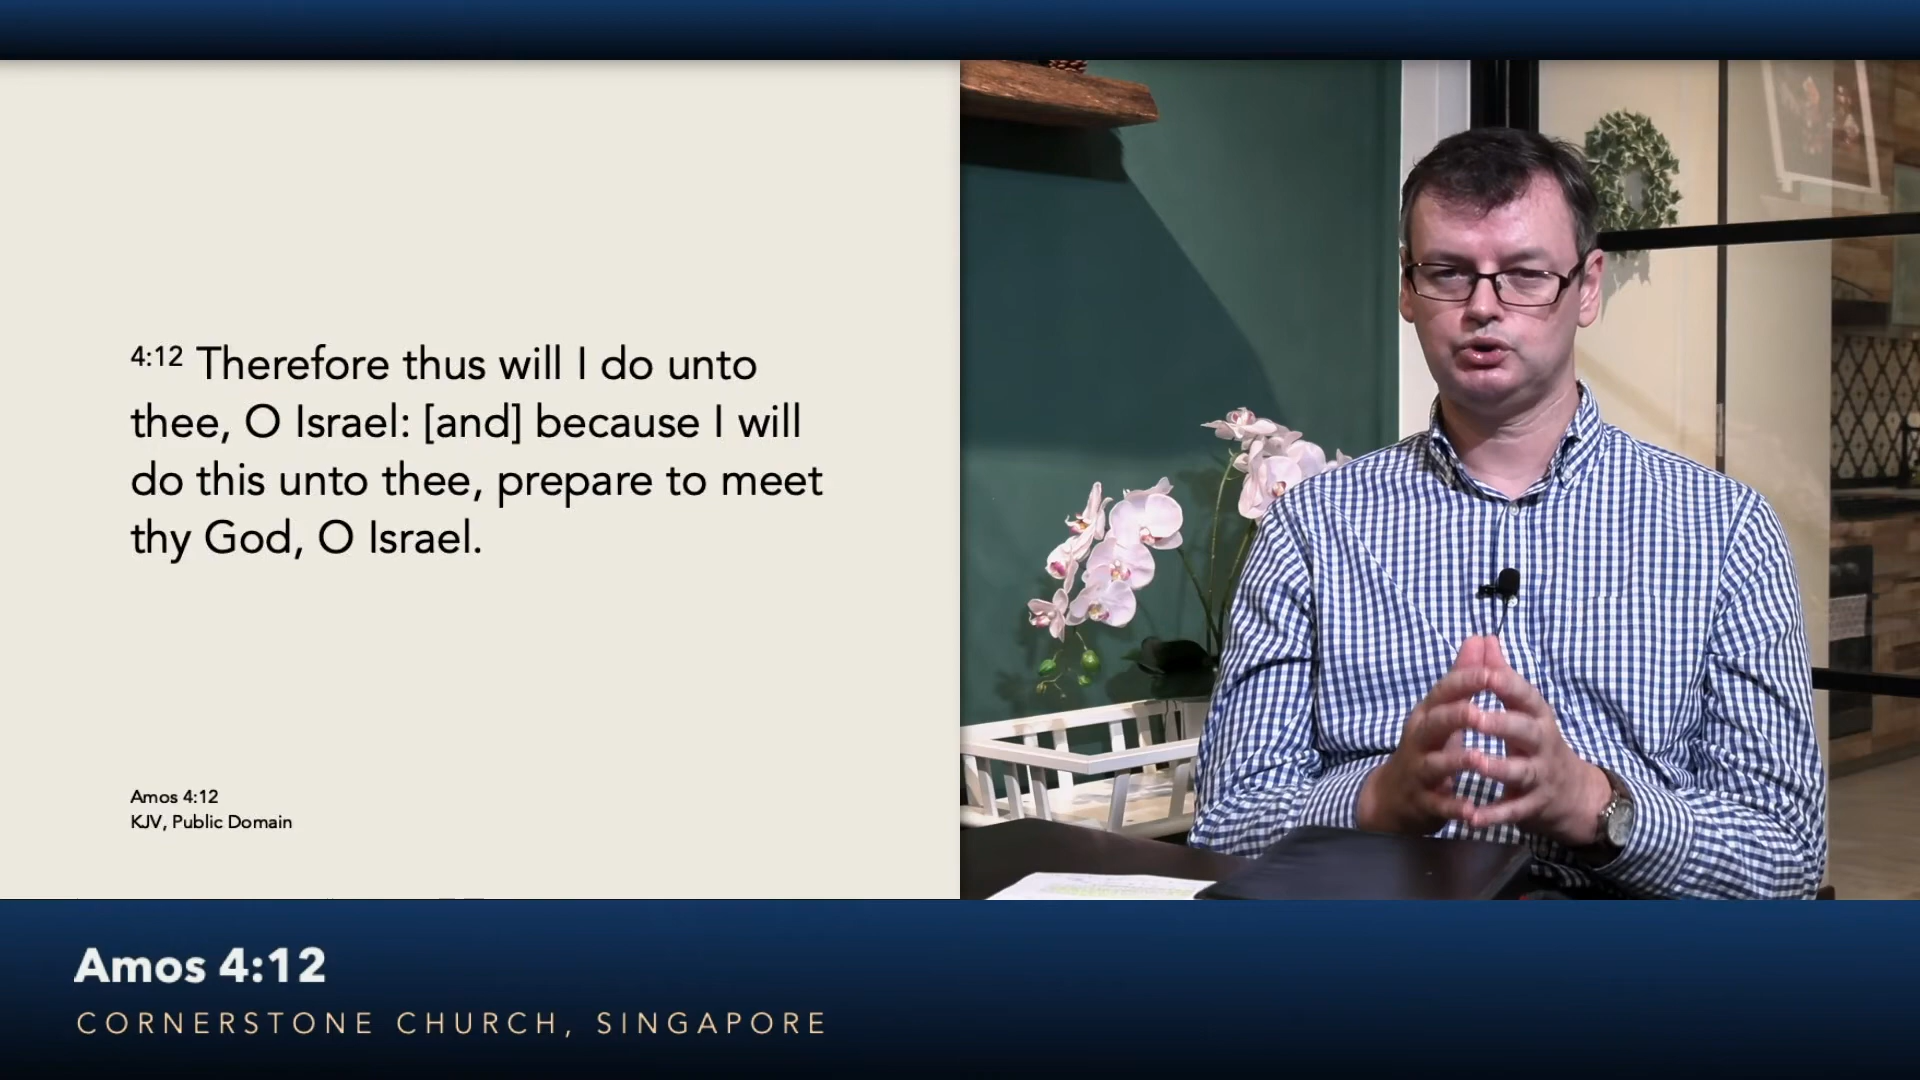 4:12 Therefore thus will I do unto
thee, O Israel: [and] because I will
do this unto thee, prepare to meet
thy God, O Israel.
Amos 4:12
KJV, Public Domain
Amos 4:12
CORNERSTONE CHURCH, SINGAPORE